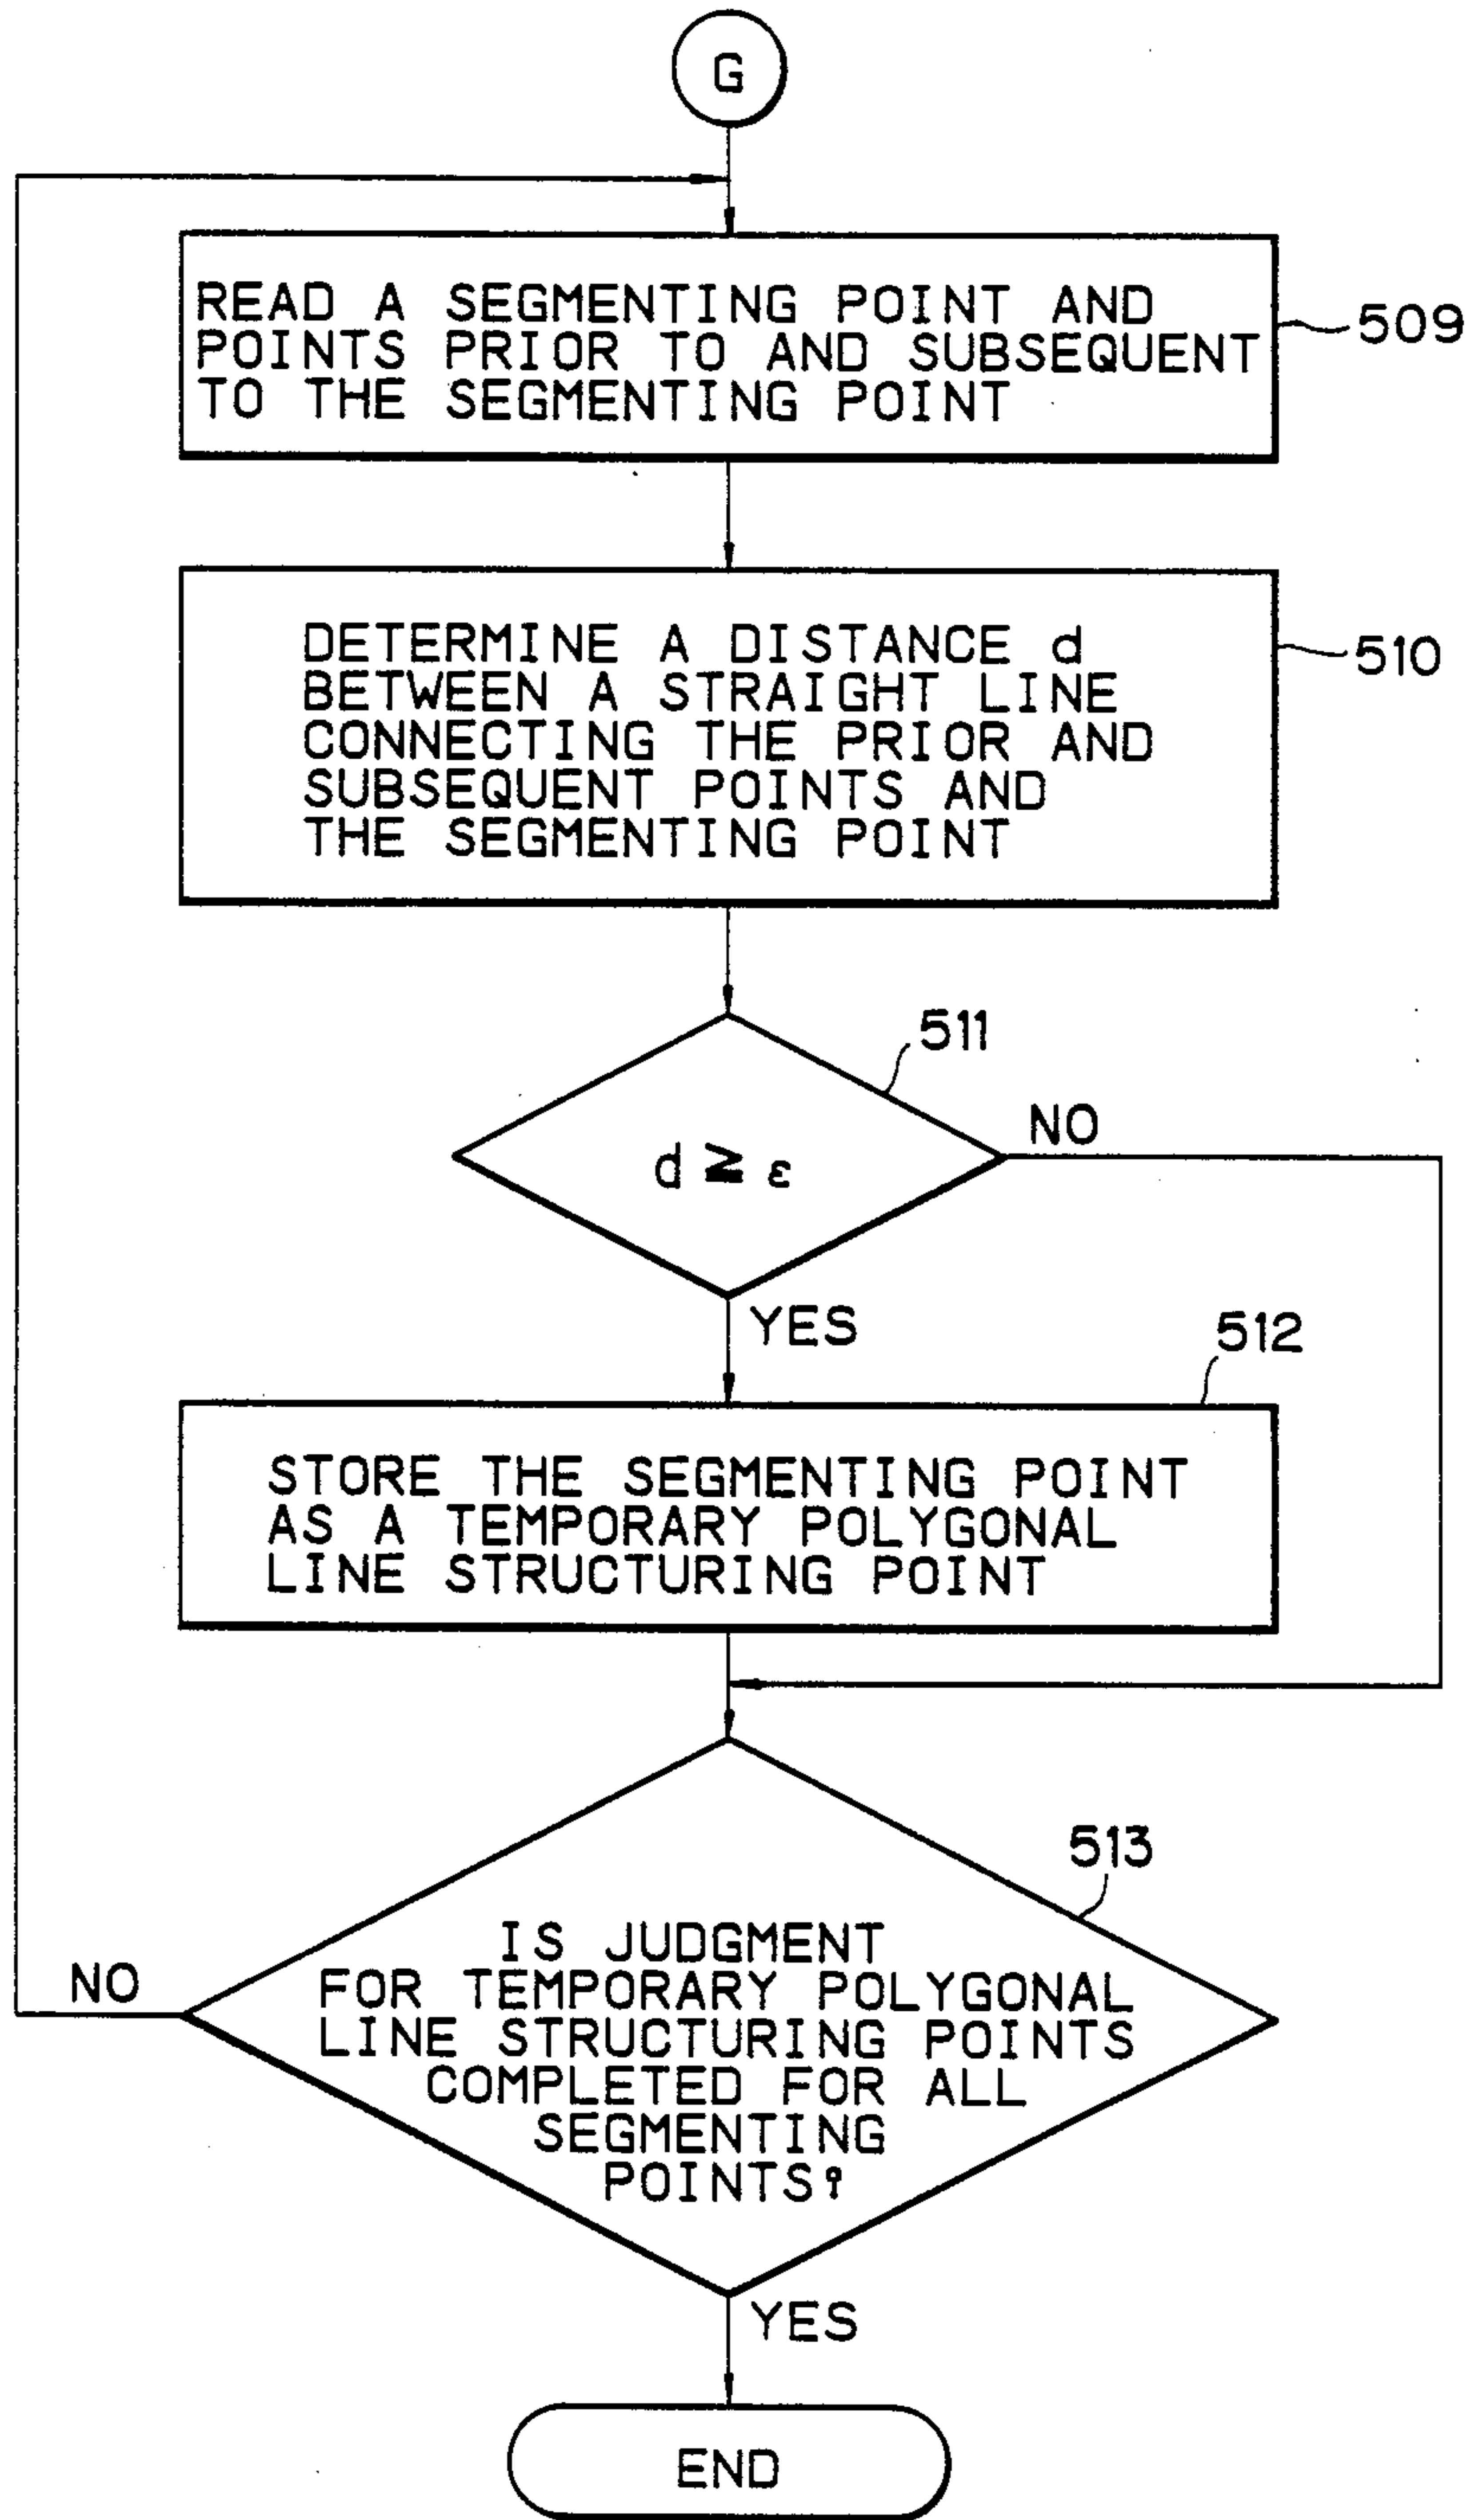 G
READ A SEGMENTING POINT AND
POINTS PRIOR TO AND SUBSEQUENT
TO THE SEGMENTING POINT
509
DETERMINE A DISTANCE d
BETWEEN A STRAIGHT LINE
CONNECTING THE PRIOR AND
SUBSEQUENT POINTS AND
THE SEGMENTING POINT
510
511
d ≧ ε
NO
YES
512
STORE THE SEGMENTING POINT
AS A TEMPORARY POLYGONAL
LINE STRUCTURING POINT
513
IS JUDGMENT
FOR TEMPORARY POLYGONAL
LINE STRUCTURING POINTS
COMPLETED FOR ALL
SEGMENTING
POINTS?
NO
YES
END